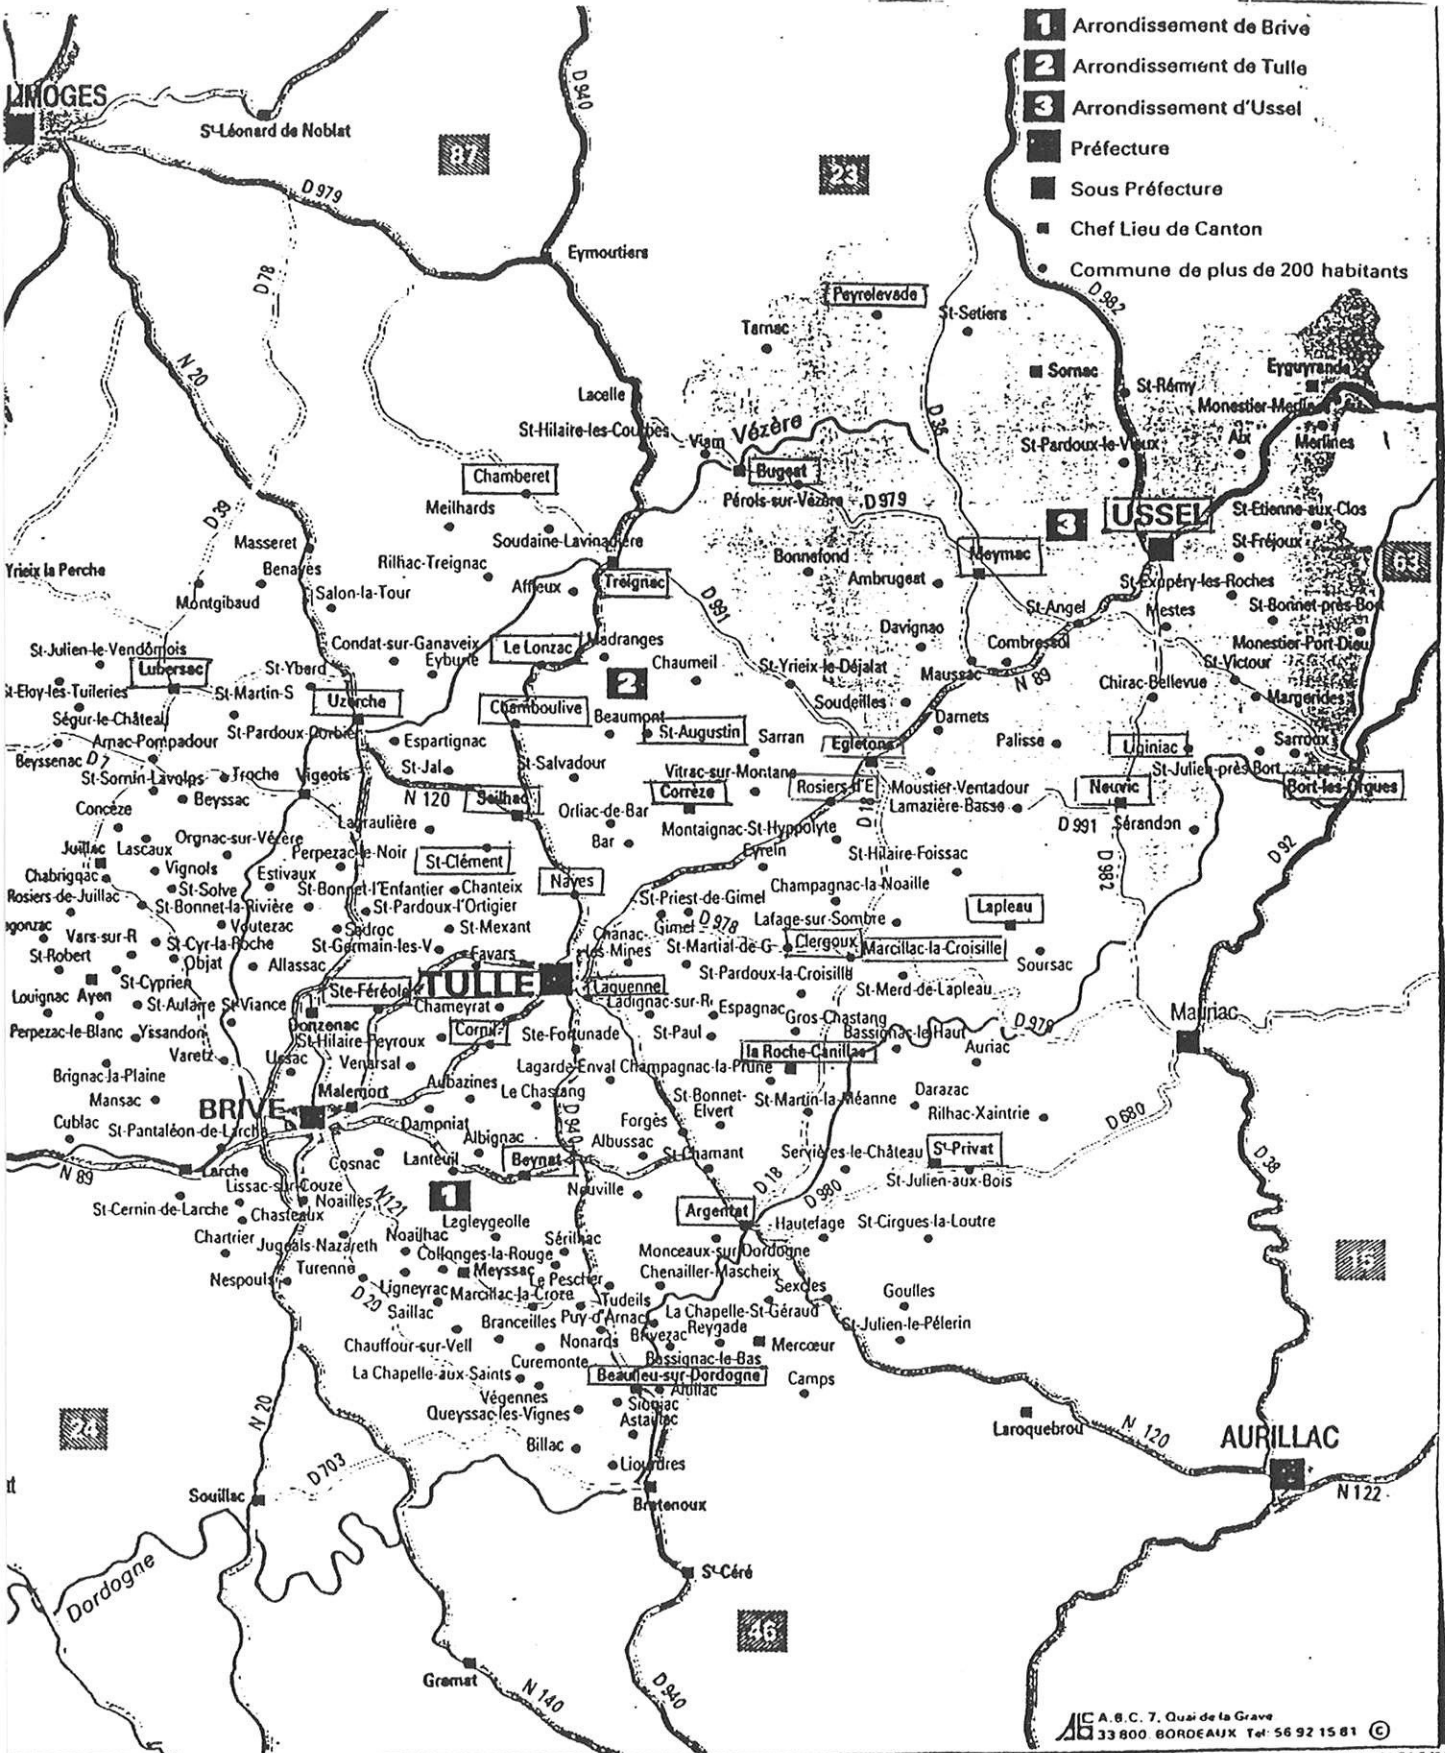 1 Arrondissement de Brive
2 Arrondissement de Tulle
3 Arrondissement d'Ussel
Préfecture
Sous Préfecture
Chef Lieu de Canton
Commune de plus de 200 habitants
LIMOGES
St-Léonard de Noblat
D 940
87
23
D 979
Eymoutiers
D 78
D 982
Peyrelevade
St-Setiers
Tarnac
N 20
Sornac
St-Rémy
Eygurande
Lacelle
D 36
Monestier-Merlines
St-Hilaire-les-Courbes
Viam
Vézère
St-Pardoux-le-Vieux
Aix
Merlines
Chamberet
Bugeat
Meilhards
Pérols-sur-Vézère
D 979
3
USSEL
St-Etienne-aux-Clos
D 39
Masseret
Soudaine-Lavinadière
St-Fréjoux
Yrieix la Perche
Benayes
Rilhac-Treignac
Bonnefond
Meymac
Affieux
Treignac
Ambrugeat
St-Exupéry-les-Roches
Montgibaud
Salon-la-Tour
D 991
St-Angel
Mestes
St-Bonnet-près-Bort
St-Julien-le-Vendômois
Condat-sur-Ganaveix
Le Lonzac
Madranges
Davignac
Combressol
Monestier-Port-Dieu
Lubersac
St-Ybard
Eyburie
Chaumeil
St-Yrieix-le-Déjalat
Maussac
St-Victour
St-Eloy-les-Tuileries
St-Martin-S
Uzerche
2
N 89
Chirac-Bellevue
Margerides
Ségur-le-Château
Chamboulive
Soudeilles
Arnac-Pompadour
St-Pardoux-Corbier
Beaumont
St-Augustin
Darnets
Espartignac
Sarran
Egletons
Palisse
Liginiac
Sarroux
Beyssenac
D 7
St-Sornin-Lavolps
Troche
Vigeois
St-Jal
St-Salvadour
Vitrac-sur-Montane
St-Julien-près-Bort
Beyssac
N 120
Seilhac
Corrèze
Rosiers-d'E
Moustier-Ventadour
Neuvic
Bort-les-Orgues
Concèze
Orliac-de-Bar
Lamazière-Basse
D 18
D 991
Sérandon
Lagraulière
Montaignac-St-Hyppolyte
Orgnac-sur-Vézère
Bar
D 92
Juillac
Lascaux
Perpezac-le-Noir
Eyrein
St-Hilaire-Foissac
D 982
Chabrignac
Vignols
Estivaux
St-Clément
Rosiers-de-Juillac
St-Solve
St-Bonnet-l'Enfantier
Chanteix
Naves
Champagnac-la-Noaille
St-Bonnet-la-Rivière
St-Pardoux-l'Ortigier
St-Priest-de-Gimel
Lapleau
Voutezac
Sadroc
St-Mexant
Gimel
D 978
Lafage-sur-Sombre
Vars-sur-R
St-Cyr-la-Roche
St-Germain-les-V
Chanac
les-Mines
St-Martial-de-G
Clergoux
Marcillac-la-Croisille
St-Robert
Objat
Allassac
Favars
Soursac
St-Cyprien
TULLE
St-Pardoux-la-Croisille
Louignac
Ayen
Ste-Féréole
Laguenne
St-Merd-de-Lapleau
St-Aulaire
St-Viance
Chameyrat
Ladignac-sur-R
Espagnac
Mauriac
Perpezac-le-Blanc
Yssandon
Donzenac
Cornil
Ste-Fortunade
Gros-Chastang
St-Hilaire-Peyroux
St-Paul
Bassignac-le-Haut
D 979
Varetz
Ussac
Venarsal
la Roche-Canillac
Auriac
Brignac-la-Plaine
Aubazines
Lagarde-Enval
Champagnac-la-Prune
Malemort
Le Chastang
Darazac
Mansac
BRIVE
St-Bonnet-
Elvert
St-Martin-la-Méanne
Rilhac-Xaintrie
Cublac
St-Pantaléon-de-Larche
Dampniat
D 940
Forgès
D 680
Albignac
Albussac
N 89
Larche
Cosnac
Lanteuil
Beynat
St-Chamant
Servières-le-Château
St-Privat
D 38
Lissac-sur-Couze
1
Neuville
D 18
St-Julien-aux-Bois
Noailles
N121
D 980
St-Cernin-de-Larche
Chasteaux
Lagleygeolle
Argentat
Hautefage
St-Cirgues-la-Loutre
Chartrier
Jugeals-Nazareth
Noailhac
Sérilhac
Monceaux-sur-Dordogne
15
Turenne
Collonges-la-Rouge
Chenailler-Mascheix
Nespouls
Meyssac
Le Pescher
Sexcles
Goulles
Ligneyrac
D 20
Marcillac-la-Croze
Tudeils
Saillac
Puy-d'Arnac
La Chapelle-St-Géraud
Branceilles
Brivezac
Reygade
St-Julien-le-Pélerin
Chauffour-sur-Vell
Nonards
Mercœur
Curemonte
Bassignac-le-Bas
La Chapelle-aux-Saints
Beaulieu-sur-Dordogne
Camps
Végennes
Altillac
Queyssac-les-Vignes
Sioniac
Astaillac
N 20
24
Laroquebrou
N 120
AURILLAC
Billac
D 703
Liourdres
Souillac
Bretenoux
N 122
Dordogne
St-Céré
46
Gramat
N 140
D 940
A.B.C. 7, Quai de la Grave
33 800 BORDEAUX Tel: 56 92 15 81 ©